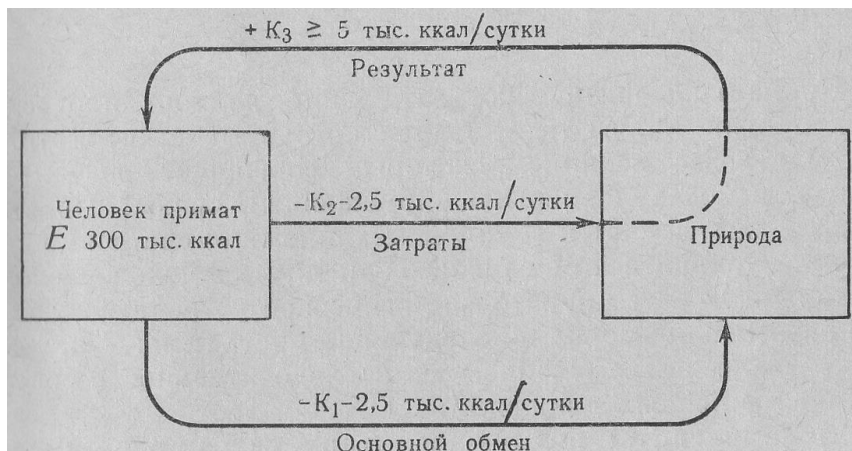 + К₃ ≥ 5 тыс. ккал/сутки
Результат
Человек примат
E 300 тыс. ккал
-К₂-2,5 тыс. ккал/сутки
Затраты
Природа
-К₁-2,5 тыс. ккал/сутки
Основной обмен